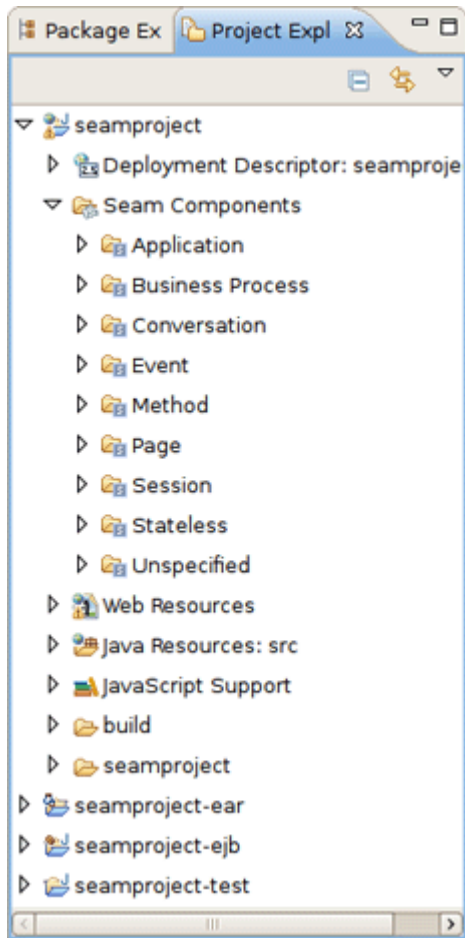 Package Ex Project Expl
seamproject
Deployment Descriptor: seamproje
Seam Components
Application
Business Process
Conversation
Event
Method
Page
Session
Stateless
Unspecified
Web Resources
Java Resources: src
JavaScript Support
build
seamproject
seamproject-ear
seamproject-ejb
seamproject-test